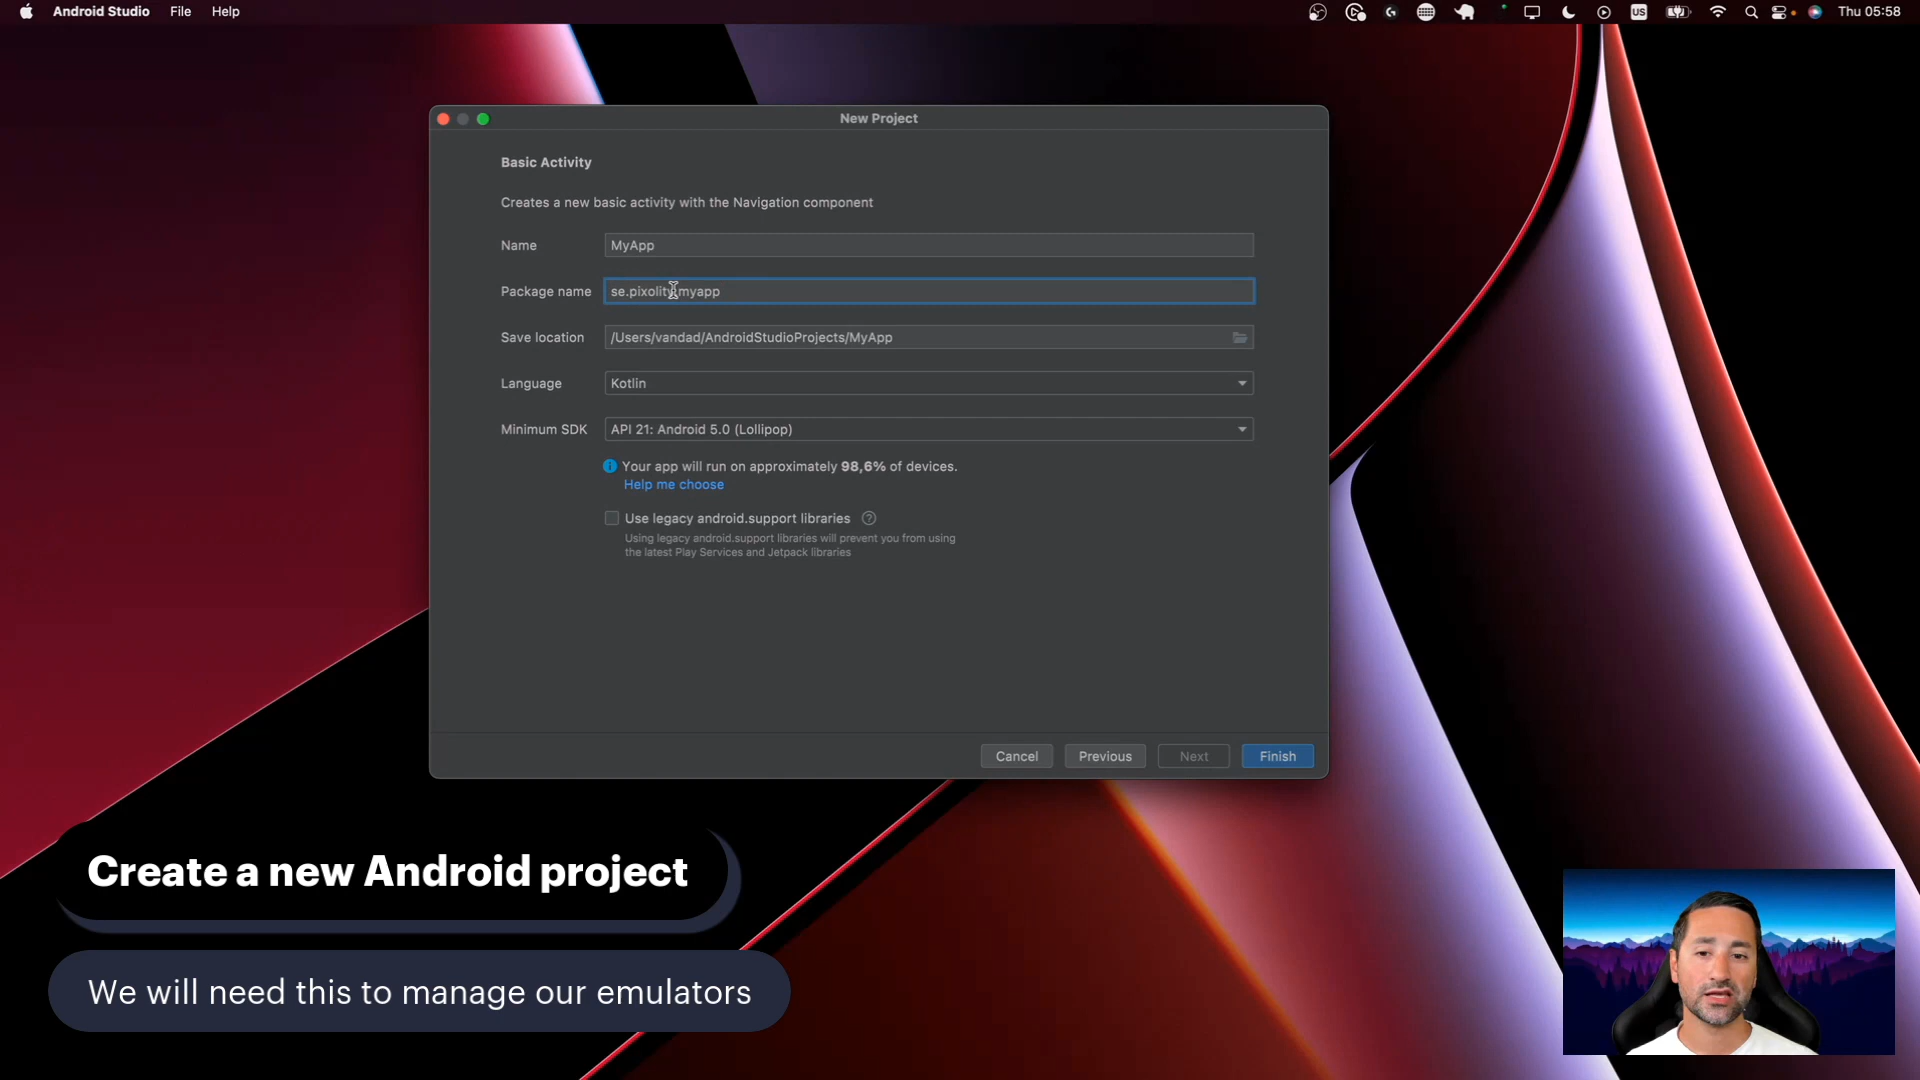 Android Studio File Help
US
Thu 05:58
New Project
Basic Activity
Creates a new basic activity with the Navigation component
Name MyApp
Package name se.pixolity.myapp
Save location /Users/vandad/AndroidStudioProjects/MyApp
Language Kotlin
Minimum SDK API 21: Android 5.0 (Lollipop)
Your app will run on approximately 98,6% of devices.
Help me choose
Use legacy android.support libraries ?
Using legacy android.support libraries will prevent you from using
the latest Play Services and Jetpack libraries
Cancel Previous Next Finish
Create a new Android project
We will need this to manage our emulators